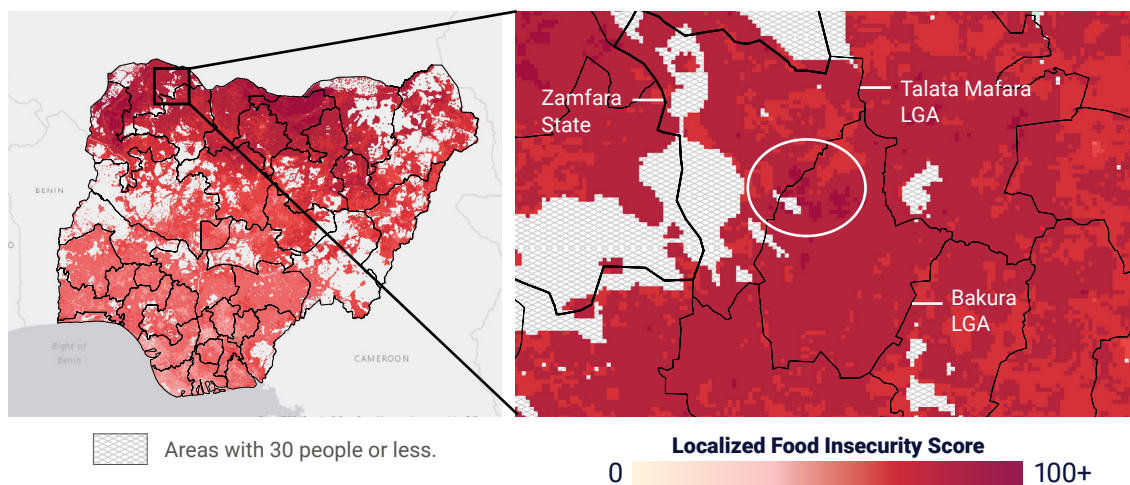 BENIN
Bight of
Benin
CAMEROON
Zamfara
State
Talata Mafara
LGA
Bakura
LGA
Areas with 30 people or less.
Localized Food Insecurity Score
0
100+